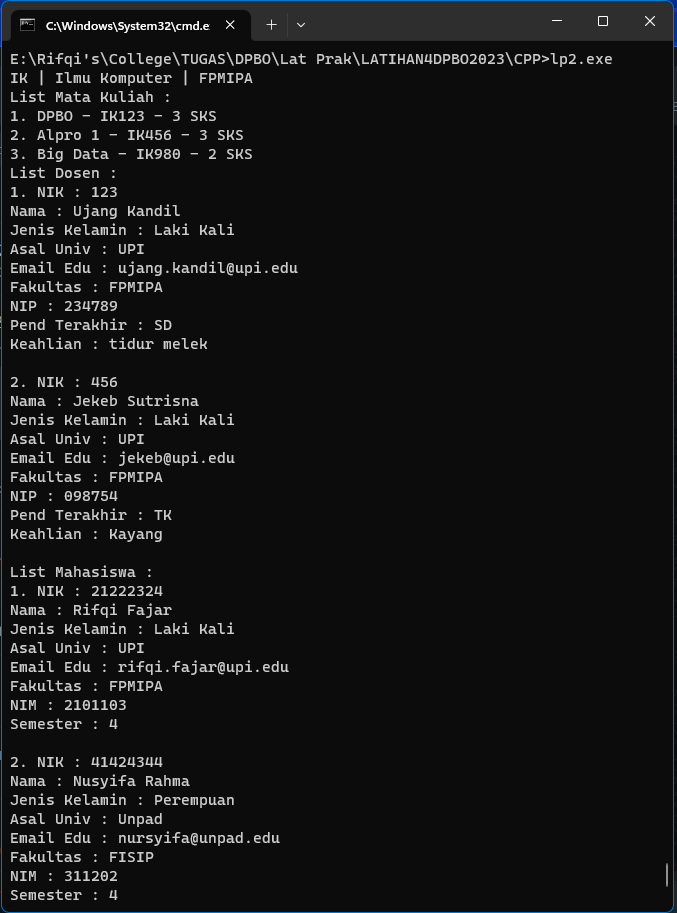 C:\Windows\System32\cmd.e
E:\Rifqi's\College\TUGAS\DPBO\Lat Prak\LATIHAN4DPBO2023\CPP>lp2.exe
IK | Ilmu Komputer | FPMIPA
List Mata Kuliah :
1. DPBO - IK123 - 3 SKS
2. Alpro 1 - IK456 - 3 SKS
3. Big Data - IK980 - 2 SKS
List Dosen :
1. NIK : 123
Nama : Ujang Kandil
Jenis Kelamin : Laki Kali
Asal Univ : UPI
Email Edu : ujang.kandil@upi.edu
Fakultas : FPMIPA
NIP : 234789
Pend Terakhir : SD
Keahlian : tidur melek

2. NIK : 456
Nama : Jekeb Sutrisna
Jenis Kelamin : Laki Kali
Asal Univ : UPI
Email Edu : jekeb@upi.edu
Fakultas : FPMIPA
NIP : 098754
Pend Terakhir : TK
Keahlian : Kayang

List Mahasiswa :
1. NIK : 21222324
Nama : Rifqi Fajar
Jenis Kelamin : Laki Kali
Asal Univ : UPI
Email Edu : rifqi.fajar@upi.edu
Fakultas : FPMIPA
NIM : 2101103
Semester : 4

2. NIK : 41424344
Nama : Nusyifa Rahma
Jenis Kelamin : Perempuan
Asal Univ : Unpad
Email Edu : nursyifa@unpad.edu
Fakultas : FISIP
NIM : 311202
Semester : 4